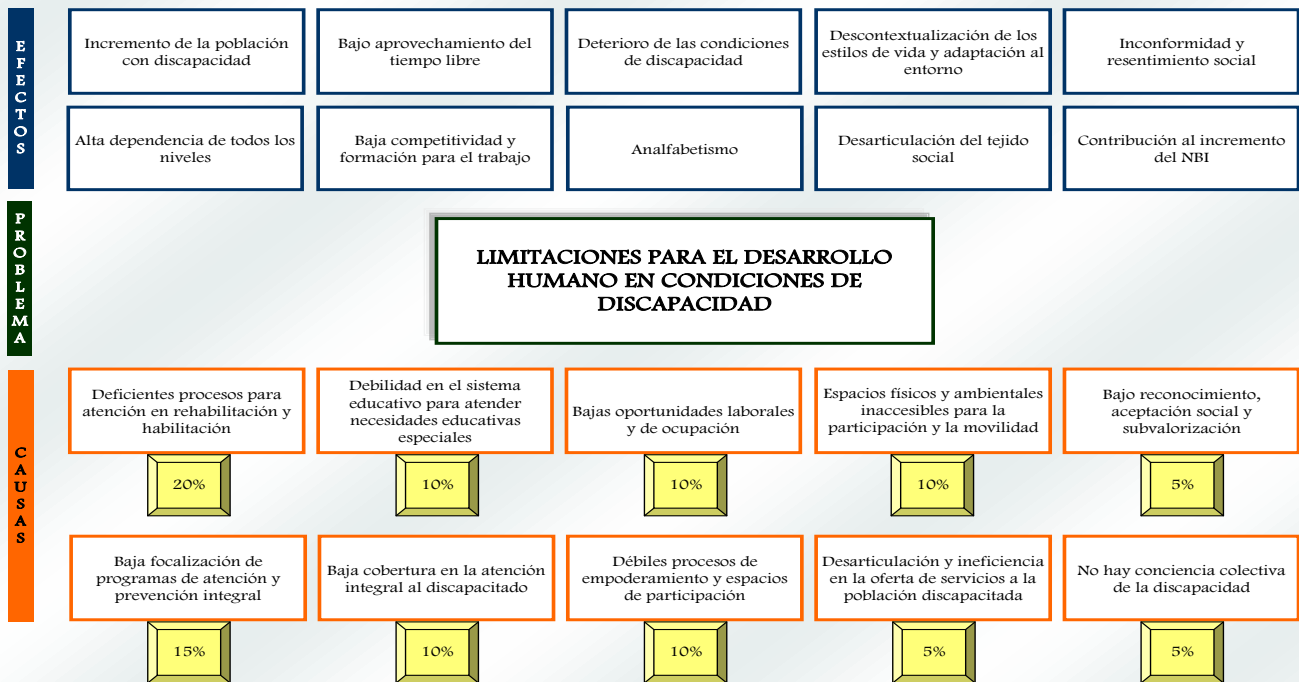 EFECTOS
Incremento de la población
con discapacidad
Bajo aprovechamiento del
tiempo libre
Deterioro de las condiciones
de discapacidad
Descontextualización de los
estilos de vida y adaptación al
entorno
Inconformidad y
resentimiento social
Alta dependencia de todos los
niveles
Baja competitividad y
formación para el trabajo
Analfabetismo
Desarticulación del tejido
social
Contribución al incremento
del NBI
PROBLEMA
LIMITACIONES PARA EL DESARROLLO
HUMANO EN CONDICIONES DE
DISCAPACIDAD
CAUSAS
Deficientes procesos para
atención en rehabilitación y
habilitación
Debilidad en el sistema
educativo para atender
necesidades educativas
especiales
Bajas oportunidades laborales
y de ocupación
Espacios físicos y ambientales
inaccesibles para la
participación y la movilidad
Bajo reconocimiento,
aceptación social y
subvalorización
20%
10%
10%
10%
5%
Baja focalización de
programas de atención y
prevención integral
Baja cobertura en la atención
integral al discapacitado
Débiles procesos de
empoderamiento y espacios
de participación
Desarticulación y ineficiencia
en la oferta de servicios a la
población discapacitada
No hay conciencia colectiva
de la discapacidad
15%
10%
10%
5%
5%